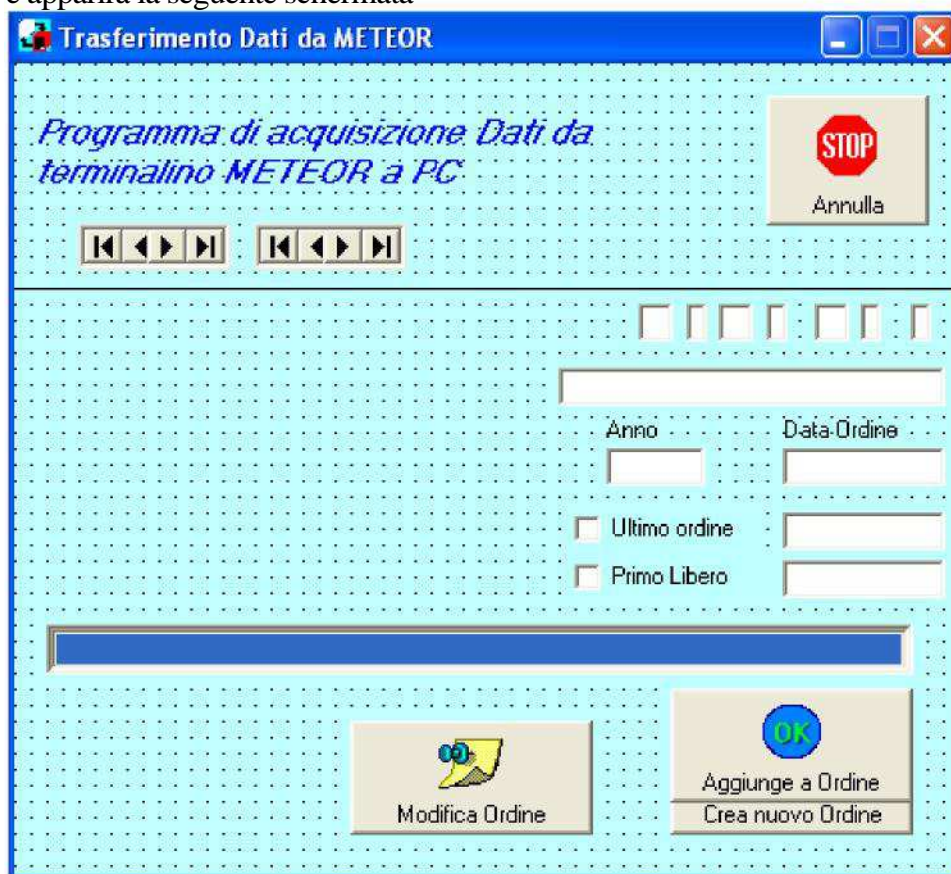 e apparirà la seguente schermata
Trasferimento Dati da METEOR
Programma di acquisizione Dati da
terminalino METEOR a PC
STOP
Annulla
Anno
Data Ordine
Ultimo ordine
Primo Libero
OK
Modifica Ordine
Aggiunge a Ordine
Crea nuovo Ordine